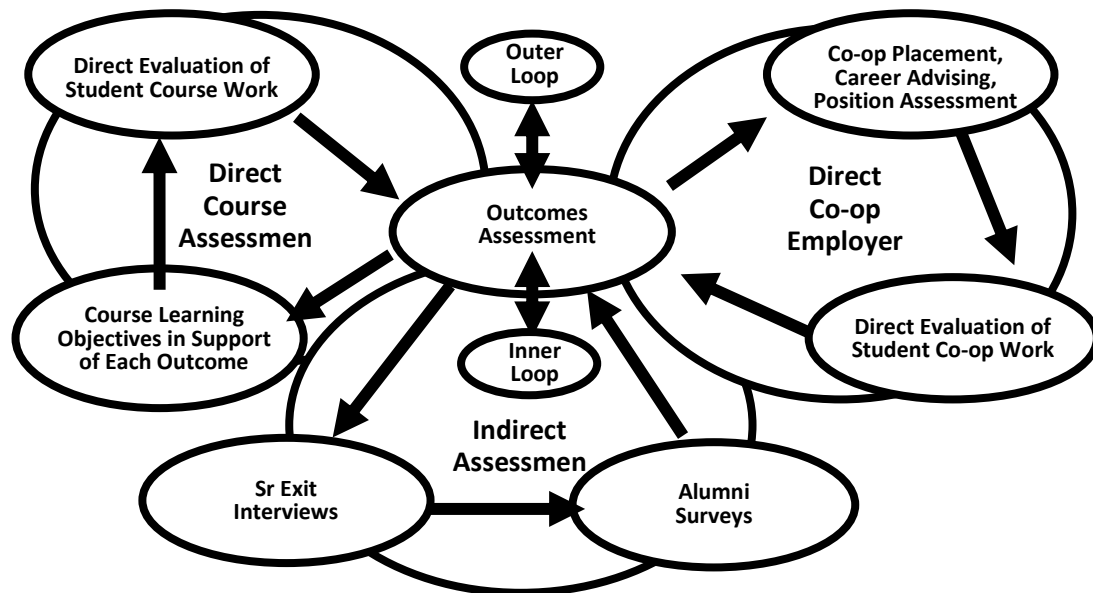 Direct Evaluation of
Student Course Work
Outer
Loop
Co-op Placement,
Career Advising,
Position Assessment
Direct
Course
Assessmen
Outcomes
Assessment
Direct
Co-op
Employer
Course Learning
Objectives in Support
of Each Outcome
Inner
Loop
Direct Evaluation of
Student Co-op Work
Indirect
Assessmen
Sr Exit
Interviews
Alumni
Surveys